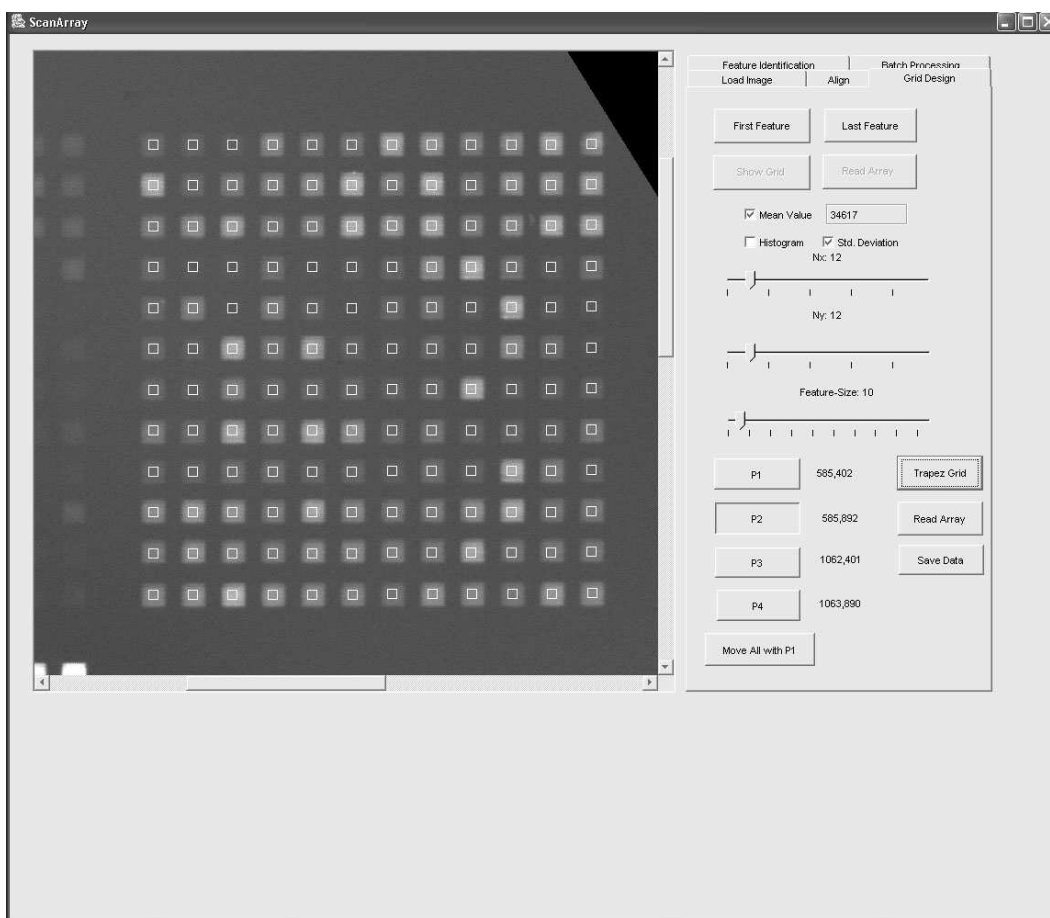 ScanArray
Feature Identification Batch Processing
Load Image Align Grid Design
First Feature Last Feature
Show Grid Read Array
Mean Value 34617
Histogram Std. Deviation
Nx: 12
Ny: 12
Feature-Size: 10
P1 585,402 Trapez Grid
P2 585,892 Read Array
P3 1062,401 Save Data
P4 1063,890
Move All with P1